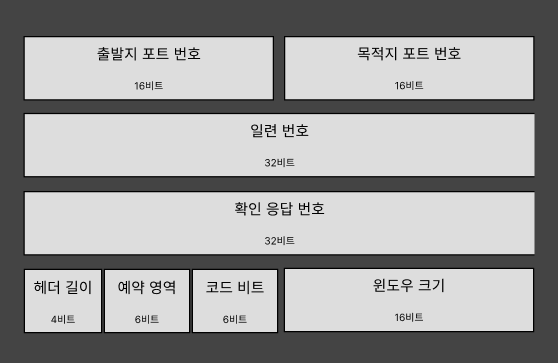 출발지 포트 번호
16비트
목적지 포트 번호
16비트
일련 번호
32비트
확인 응답 번호
32비트
헤더 길이
4비트
예약 영역
6비트
코드 비트
6비트
윈도우 크기
16비트